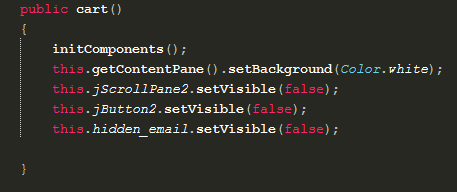 public cart()
{
initComponents();
this.getContentPane().setBackground(Color.white);
this.jScrollPane2.setVisible(false);
this.jButton2.setVisible(false);
this.hidden_email.setVisible(false);
}